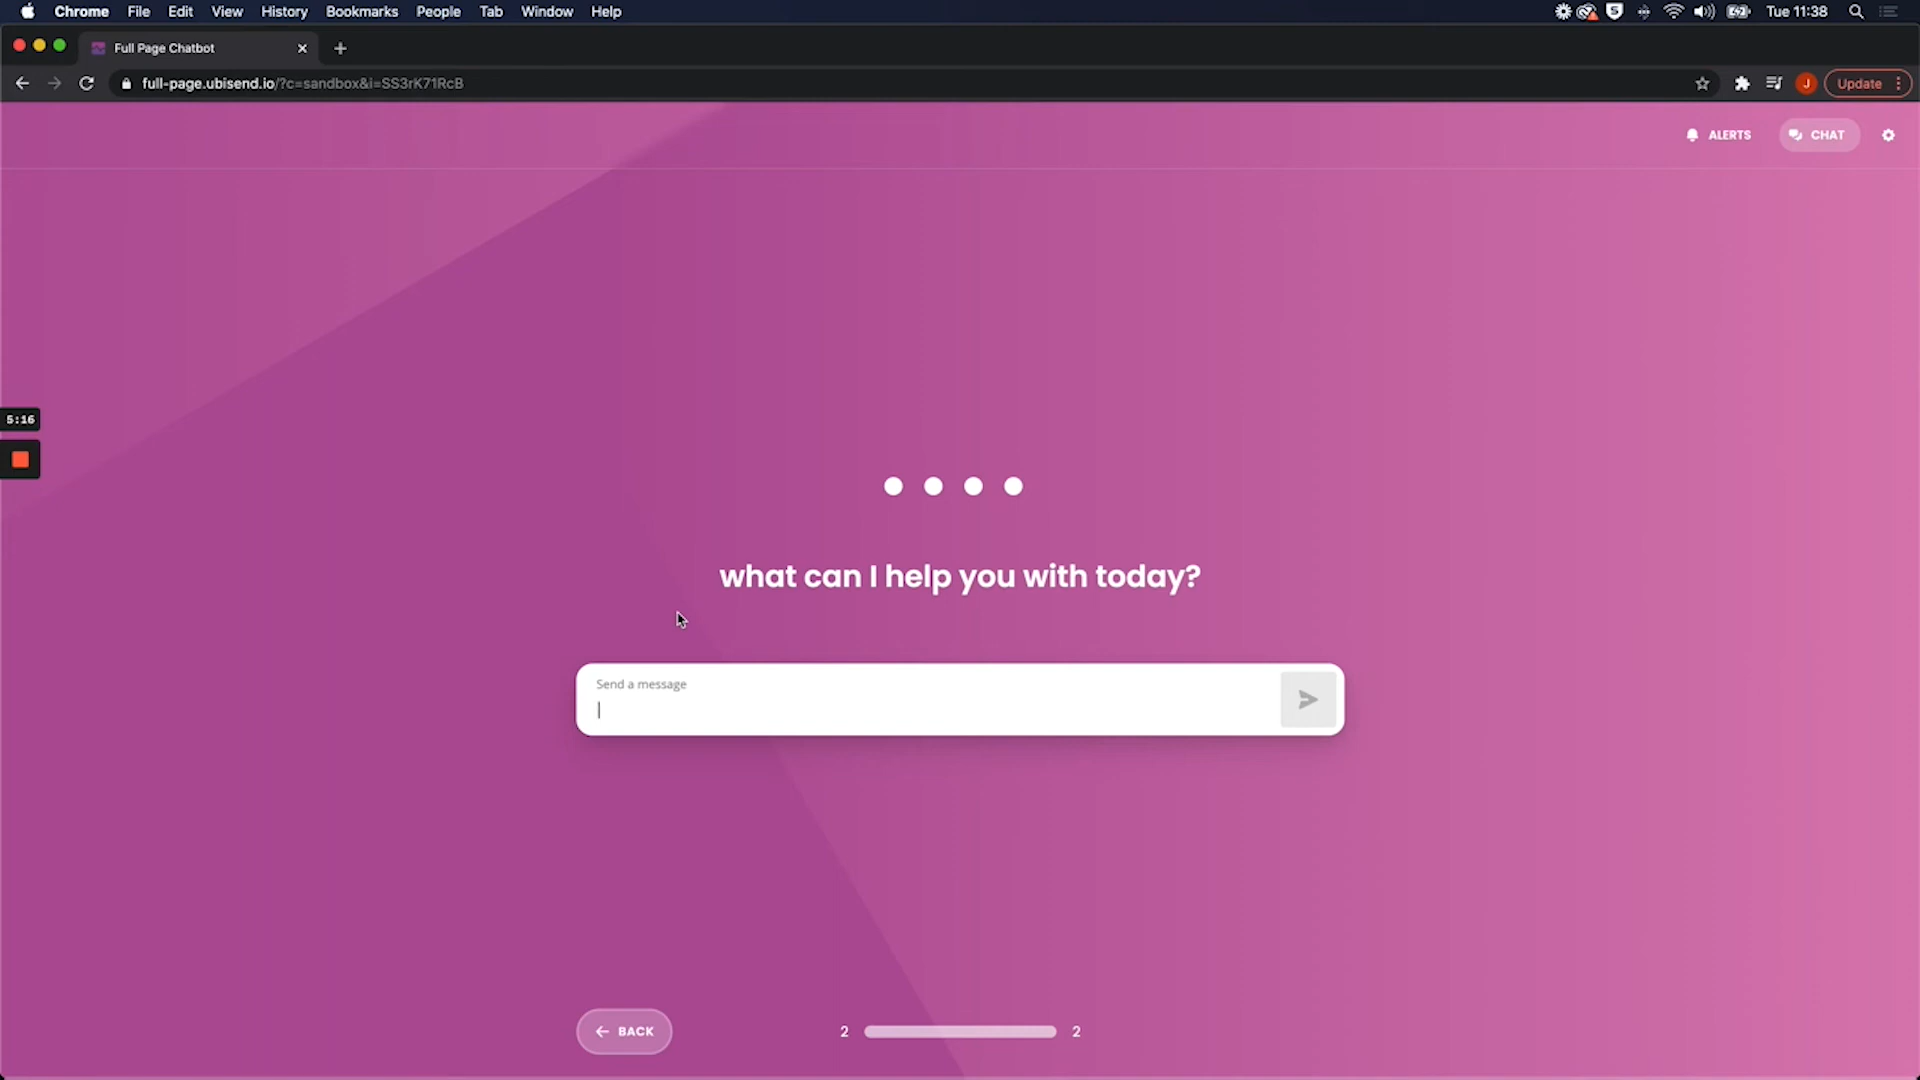 Chrome File Edit View History Bookmarks People Tab Window Help
Tue 11:38
Full Page Chatbot
full-page.ubisend.io/?c=sandbox&i=SS3rK71RcB
J
Update
ALERTS
CHAT
5:16
what can I help you with today?
Send a message
BACK
2
2